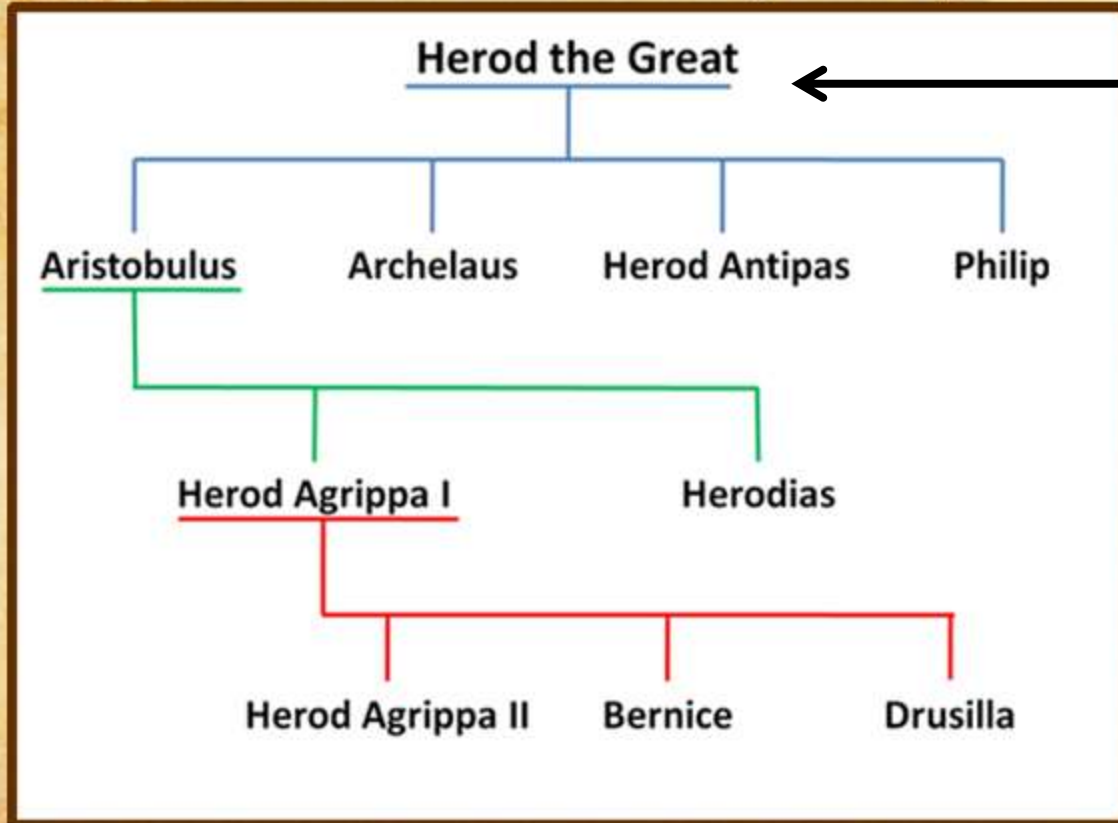 Herod the Great
Aristobulus Archelaus Herod Antipas Philip
Herod Agrippa I Herodias
Herod Agrippa II Bernice Drusilla